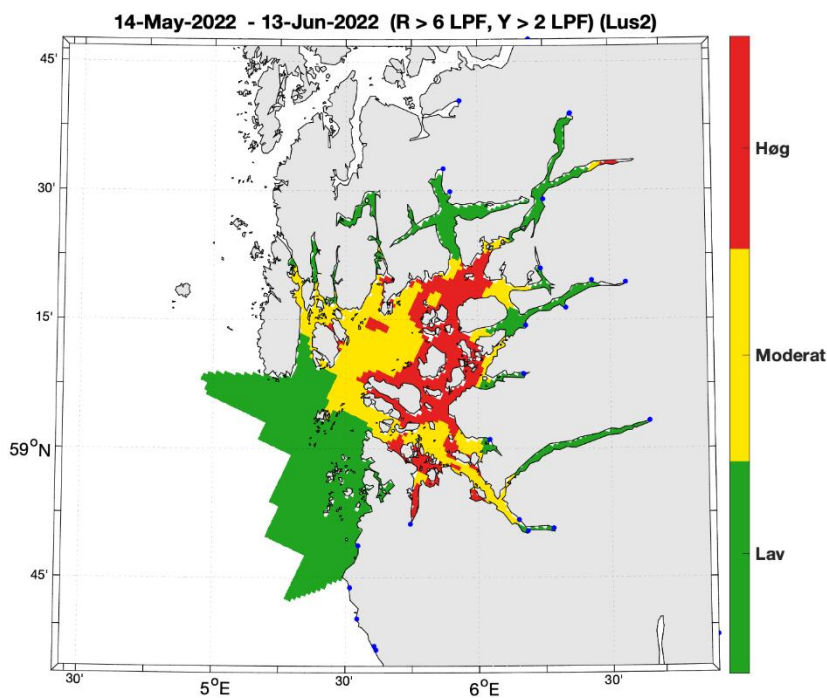 14-May-2022 - 13-Jun-2022 (R > 6 LPF, Y > 2 LPF) (Lus2)
45'
30'
15'
59°N
45'
30'
5°E
30'
6°E
30'
Høg
Moderat
Lav